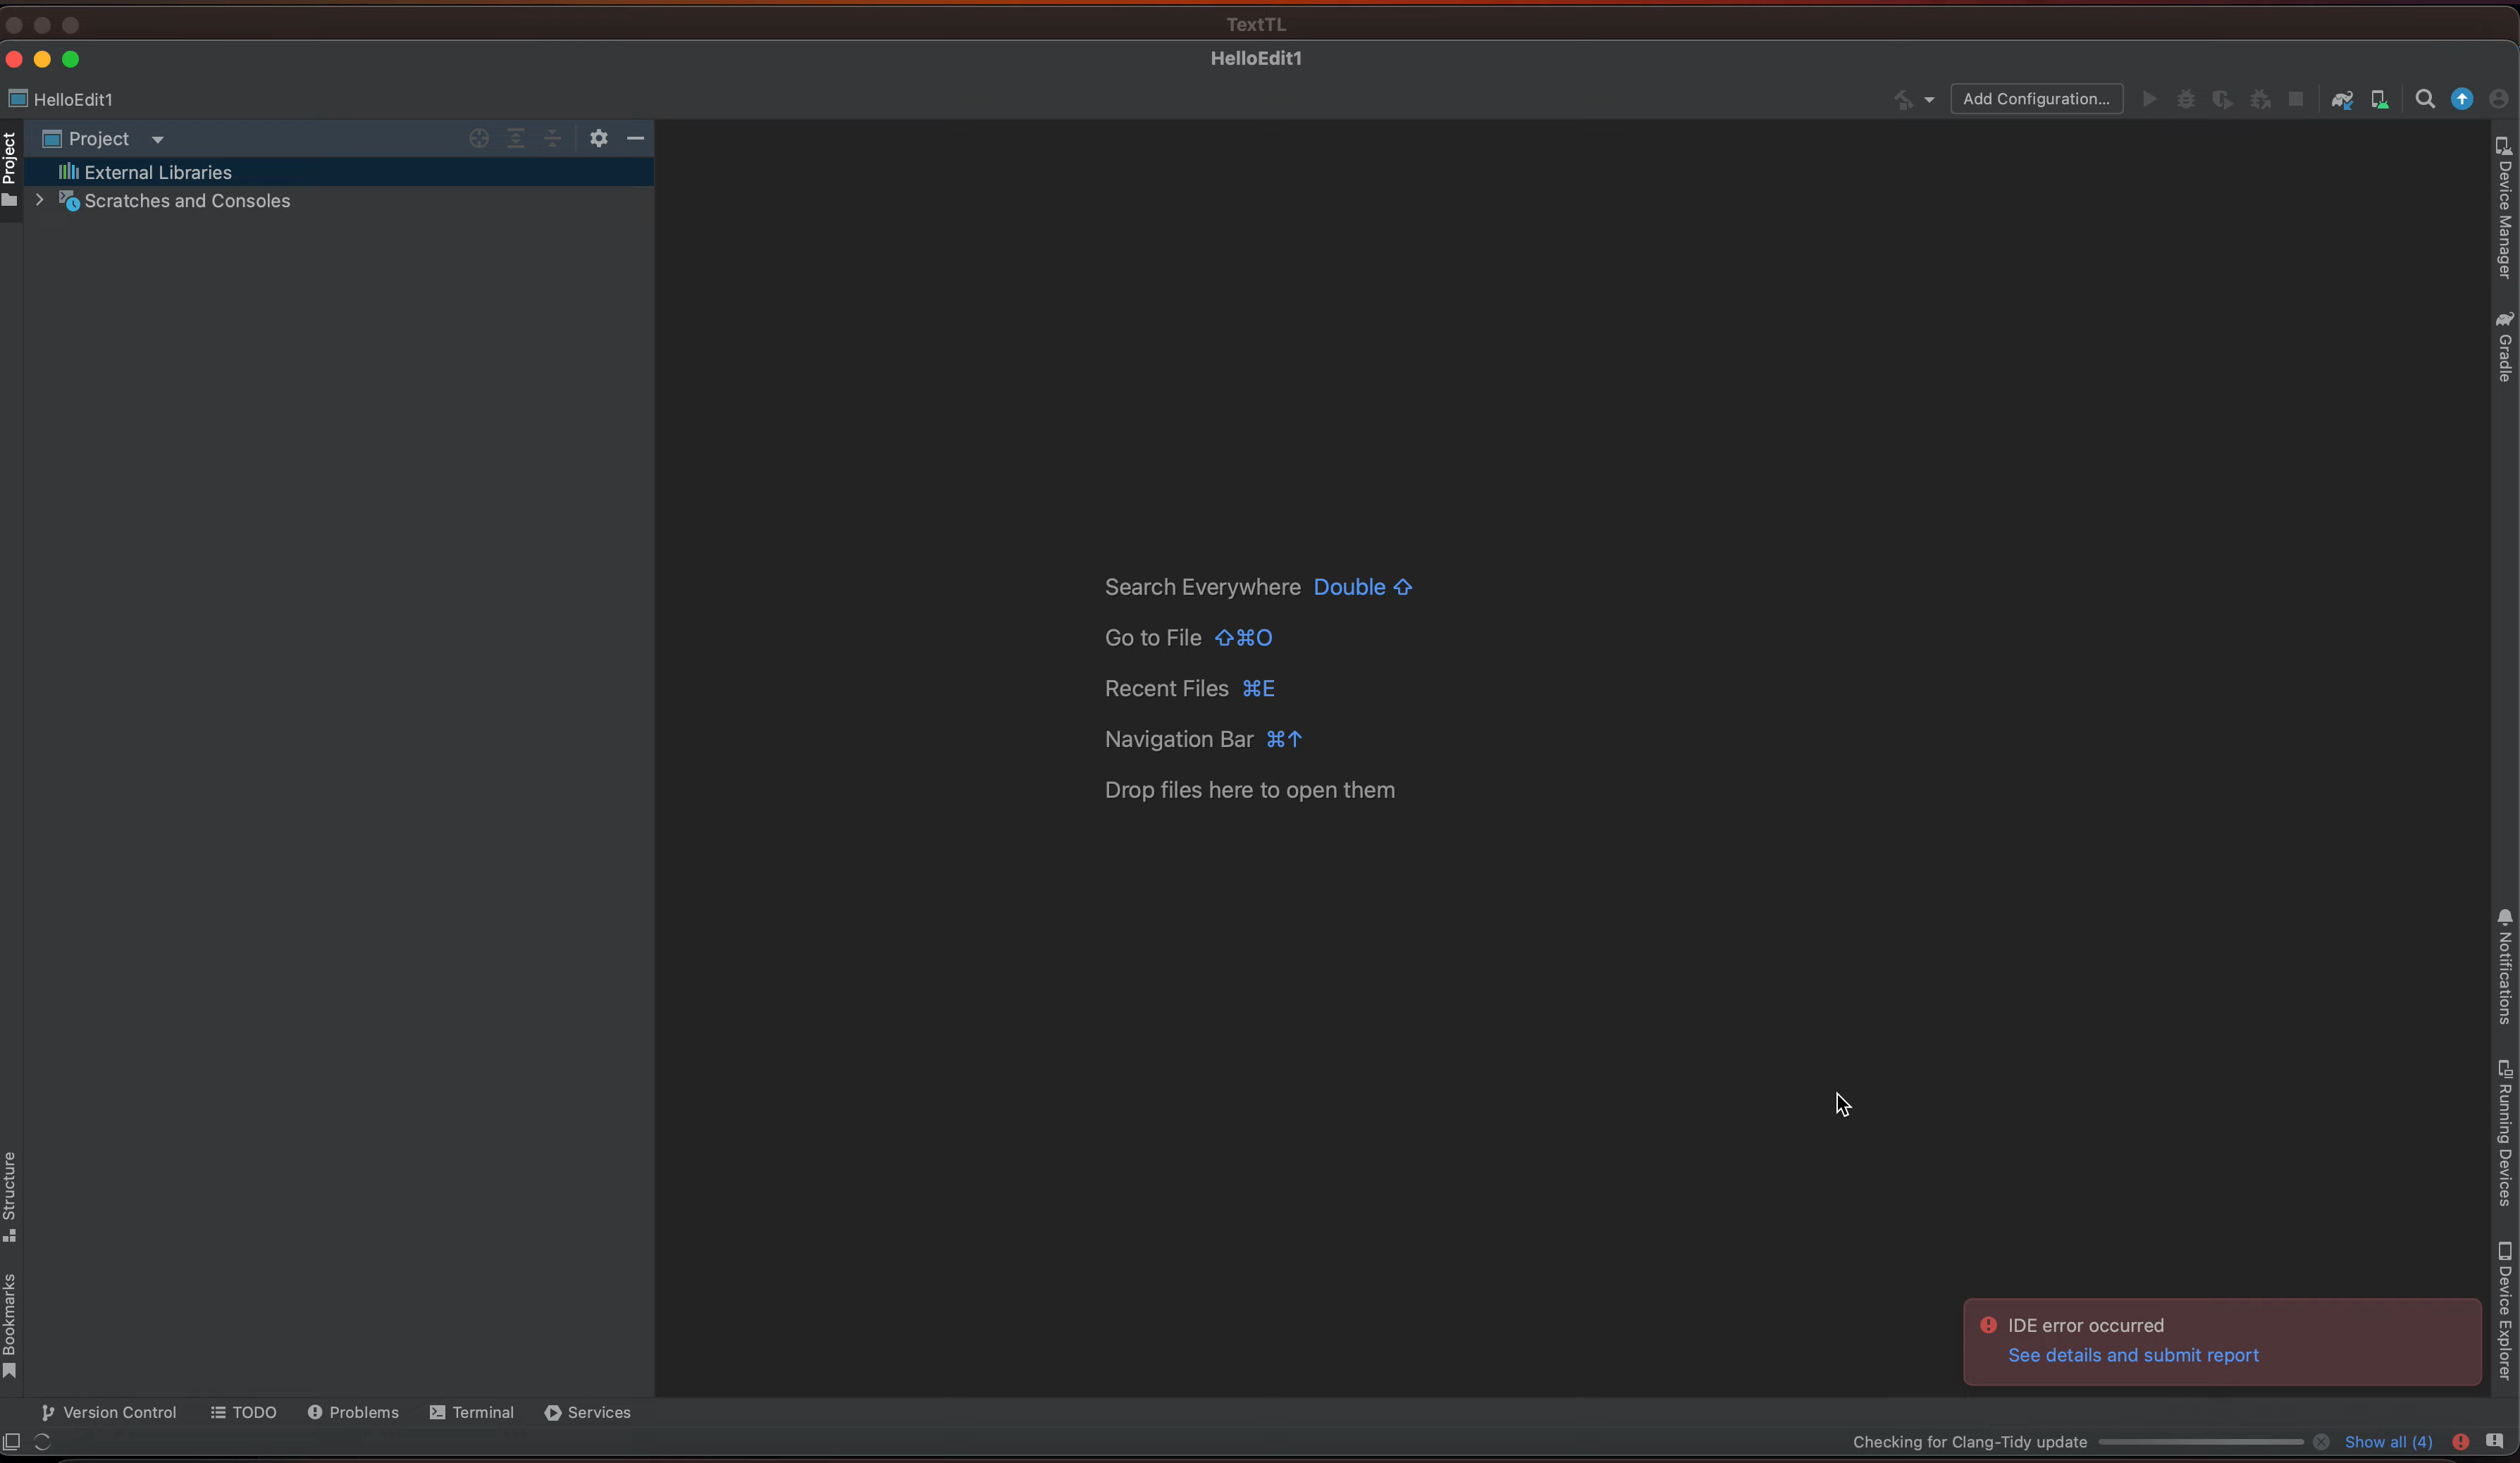 TextTL
HelloEdit1
HelloEdit1
Add Configuration...
Project
Project
External Libraries
Scratches and Consoles
Device Manager
Gradle
Search Everywhere Double ⇧
Go to File ⇧⌘O
Recent Files ⌘E
Navigation Bar ⌘↑
Drop files here to open them
Notifications
Running Devices
Device Explorer
Structure
Bookmarks
IDE error occurred
See details and submit report
Version Control
TODO
Problems
Terminal
Services
Checking for Clang-Tidy update
Show all (4)